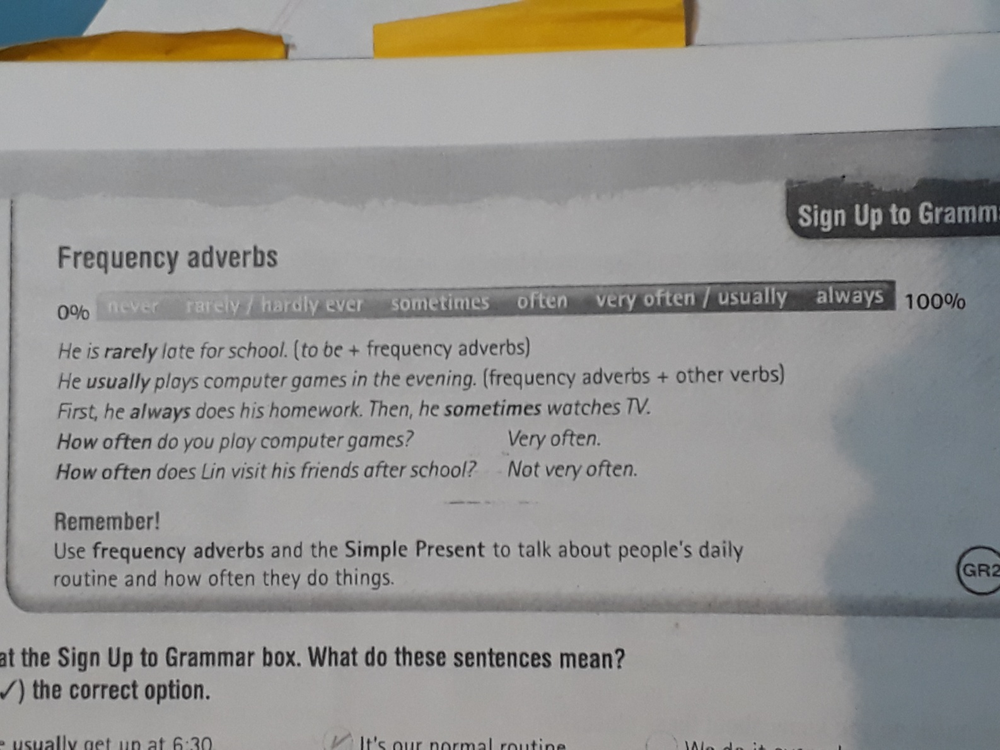 Sign Up to
Frequency adverbs
0% never rarely / hardly ever sometimes often very often / usually always 100%
He is rarely late for school. (to be + frequency adverbs)
He usually plays computer games in the evening. (frequency adverbs + other verbs)
First, he always does his homework. Then, he sometimes watches TV.
How often do you play computer games? Very often.
How often does Lin visit his friends after school? Not very often.
Remember!
Use frequency adverbs and the Simple Present to talk about people's daily
routine and how often they do things.
GR2
at the Sign Up to Grammar box. What do these sentences mean?
✓) the correct option.
usually get up at 6:30 It's our normal routine We do it